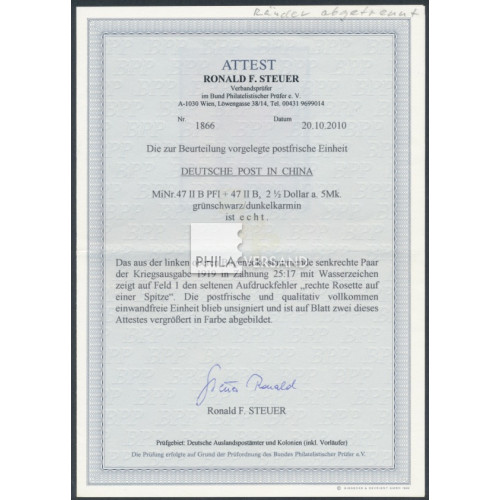 Ränder abgetrennt
ATTEST
RONALD F. STEUER
Verbandsprüfer
im Bund Philatelistischer Prüfer e. V.
A-1030 Wien, Löwengasse 38/14, Tel. 00431 9699014
Nr Datum
1866 20.10.2010
Die zur Beurteilung vorgelegte postfrische Einheit
DEUTSCHE POST IN CHINA
MiNr.47 II B PFI + 47 II B, 2 ½ Dollar a. 5Mk.
grünschwarz/dunkelkarmin
ist echt.
PHILA VERSAND
Das aus der linken senkrechte Paar
der Kriegsausgabe 1919 in Zähnung 25:17 mit Wasserzeichen
zeigt auf Feld 1 den seltenen Aufdruckfehler „rechte Rosette auf
einer Spitze“. Die postfrische und qualitativ vollkommen
einwandfreie Einheit blieb unsigniert und ist auf Blatt zwei dieses
Attestes vergrößert in Farbe abgebildet.
Steuer Ronald
Ronald F. STEUER
Prüfgebiet: Deutsche Auslandspostämter und Kolonien (inkl. Vorläufer)
Die Prüfung erfolgte auf Grund der Prüfordnung des Bundes Philatelistischer Prüfer e.V.